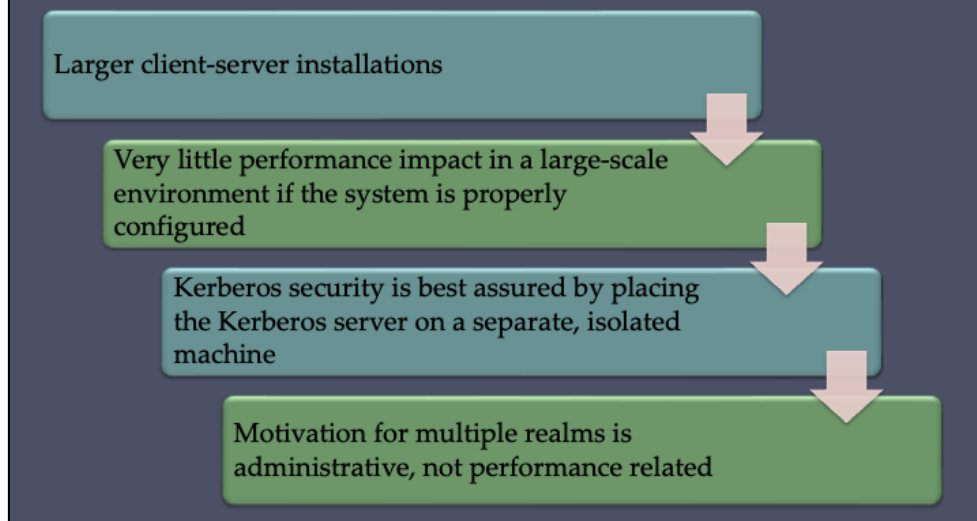 Larger client-server installations
Very little performance impact in a large-scale
environment if the system is properly
configured
Kerberos security is best assured by placing
the Kerberos server on a separate, isolated
machine
Motivation for multiple realms is
administrative, not performance related